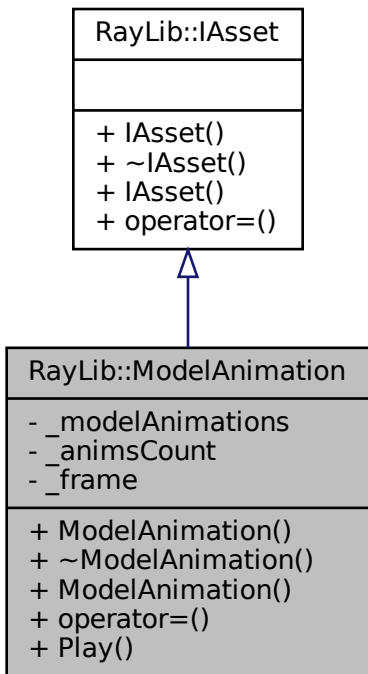 RayLib::IAsset
+ IAsset()
+ ~IAsset()
+ IAsset()
+ operator=()
RayLib::ModelAnimation
- _modelAnimations
- _animsCount
- _frame
+ ModelAnimation()
+ ~ModelAnimation()
+ ModelAnimation()
+ operator=()
+ Play()